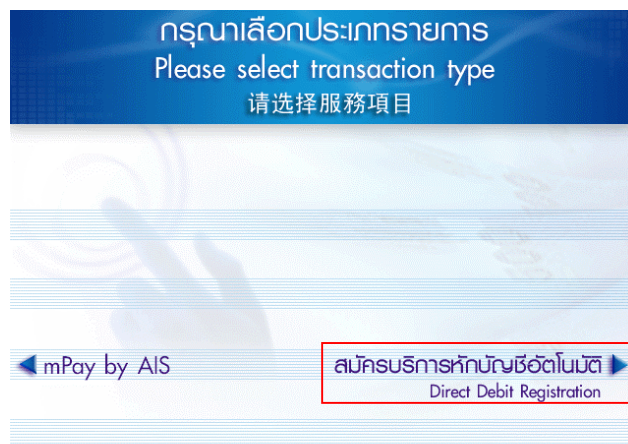 กรุณาเลือกประเภทรายการ
Please select transaction type
请选择服務項目
mPay by AIS
สมัครบริการหักบัญชีอัตโนมัติ
Direct Debit Registration